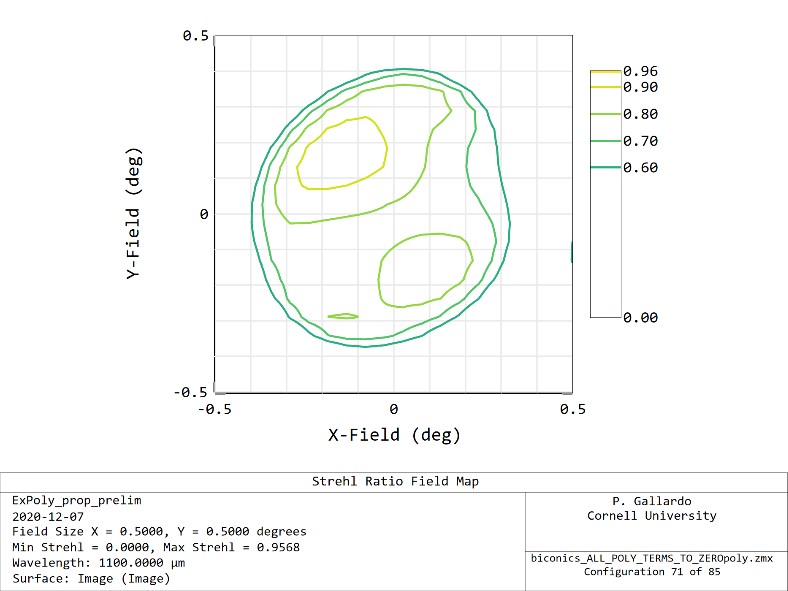 0.5
0
-0.5
Y-Field (deg)
-0.5
0
0.5
X-Field (deg)
0.96
0.90
0.80
0.70
0.60
0.00
Strehl Ratio Field Map
ExPoly_prop_prelim
2020-12-07
Field Size X = 0.5000, Y = 0.5000 degrees
Min Strehl = 0.0000, Max Strehl = 0.9568
Wavelength: 1100.0000 µm
Surface: Image (Image)
P. Gallardo
Cornell University
biconics_ALL_POLY_TERMS_TO_ZEROpoly.zmx
Configuration 71 of 85